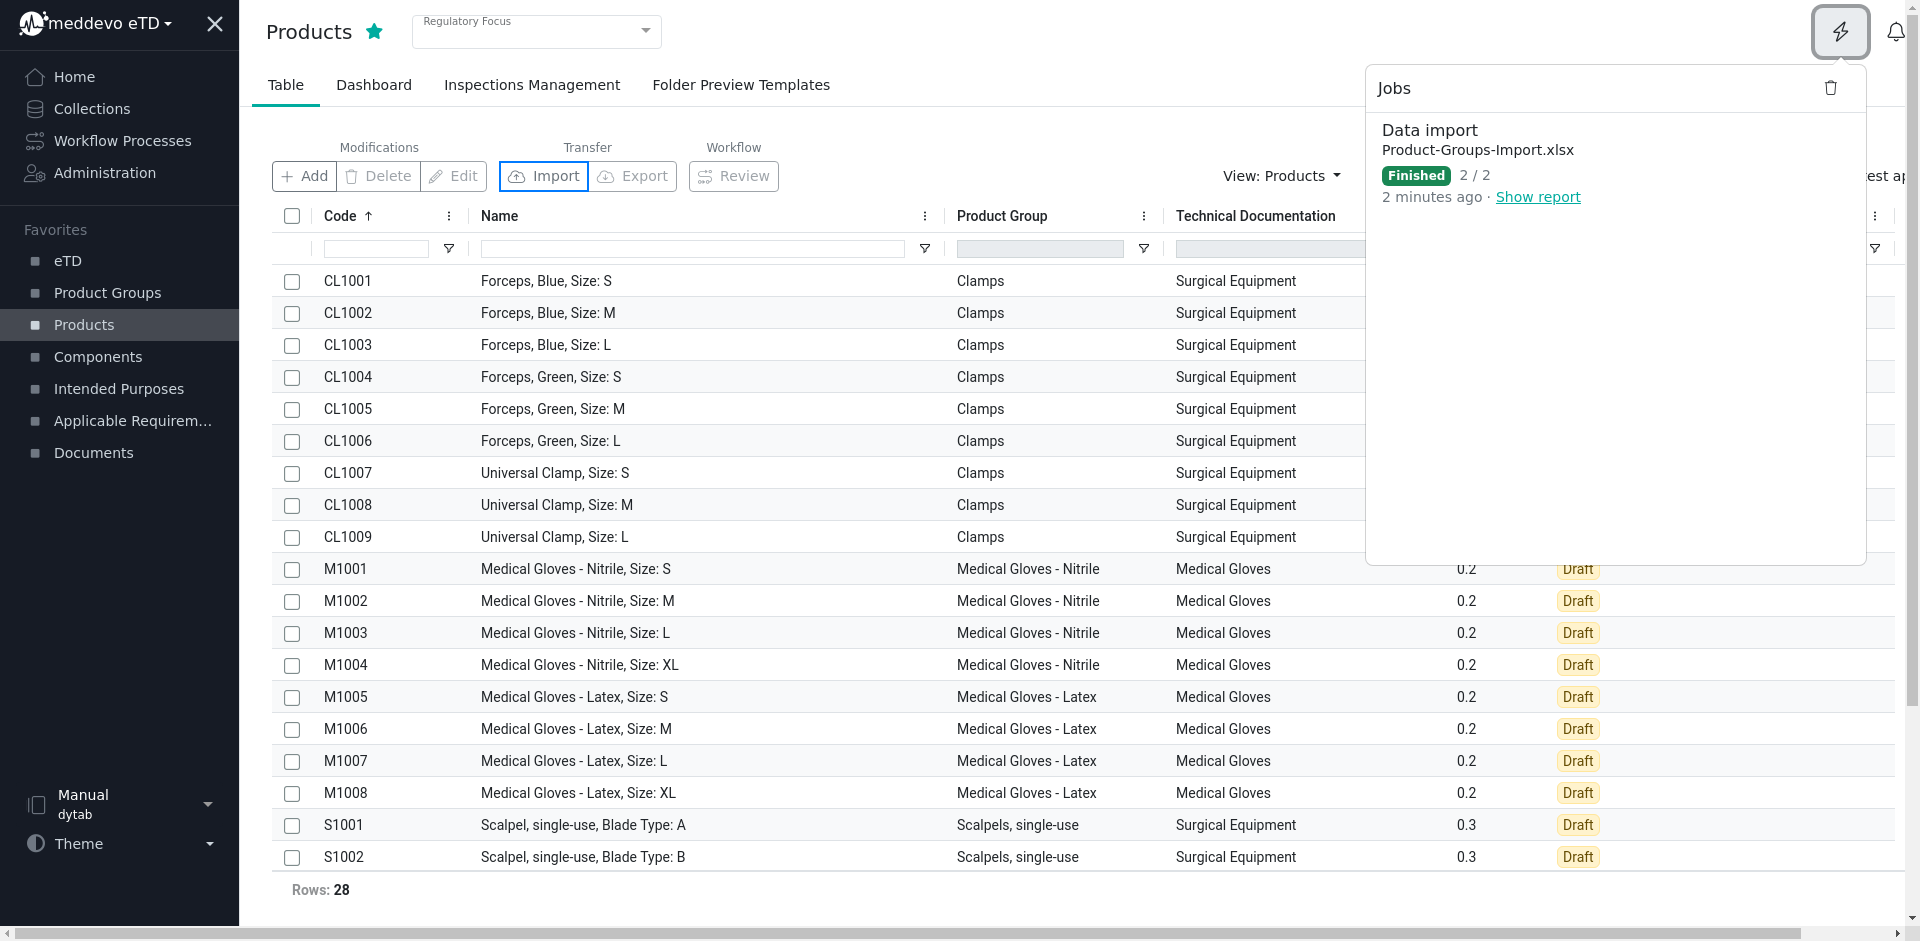 meddevo eTD
Home
Collections
Workflow Processes
Administration
Favorites
eTD
Product Groups
Products
Components
Intended Purposes
Applicable Requirem...
Documents
Manual
dytab
Theme
Products
Regulatory Focus
Table Dashboard Inspections Management Folder Preview Templates
Modifications Transfer Workflow
Add Delete Edit Import Export Review
View: Products
Code Name Product Group Technical Documentation
CL1001 Forceps, Blue, Size: S Clamps Surgical Equipment
CL1002 Forceps, Blue, Size: M Clamps Surgical Equipment
CL1003 Forceps, Blue, Size: L Clamps Surgical Equipment
CL1004 Forceps, Green, Size: S Clamps Surgical Equipment
CL1005 Forceps, Green, Size: M Clamps Surgical Equipment
CL1006 Forceps, Green, Size: L Clamps Surgical Equipment
CL1007 Universal Clamp, Size: S Clamps Surgical Equipment
CL1008 Universal Clamp, Size: M Clamps Surgical Equipment
CL1009 Universal Clamp, Size: L Clamps Surgical Equipment
M1001 Medical Gloves - Nitrile, Size: S Medical Gloves - Nitrile Medical Gloves 0.2 Draft
M1002 Medical Gloves - Nitrile, Size: M Medical Gloves - Nitrile Medical Gloves 0.2 Draft
M1003 Medical Gloves - Nitrile, Size: L Medical Gloves - Nitrile Medical Gloves 0.2 Draft
M1004 Medical Gloves - Nitrile, Size: XL Medical Gloves - Nitrile Medical Gloves 0.2 Draft
M1005 Medical Gloves - Latex, Size: S Medical Gloves - Latex Medical Gloves 0.2 Draft
M1006 Medical Gloves - Latex, Size: M Medical Gloves - Latex Medical Gloves 0.2 Draft
M1007 Medical Gloves - Latex, Size: L Medical Gloves - Latex Medical Gloves 0.2 Draft
M1008 Medical Gloves - Latex, Size: XL Medical Gloves - Latex Medical Gloves 0.2 Draft
S1001 Scalpel, single-use, Blade Type: A Scalpels, single-use Surgical Equipment 0.3 Draft
S1002 Scalpel, single-use, Blade Type: B Scalpels, single-use Surgical Equipment 0.3 Draft
Rows: 28
Jobs
Data import
Product-Groups-Import.xlsx
Finished 2 / 2
2 minutes ago · Show report